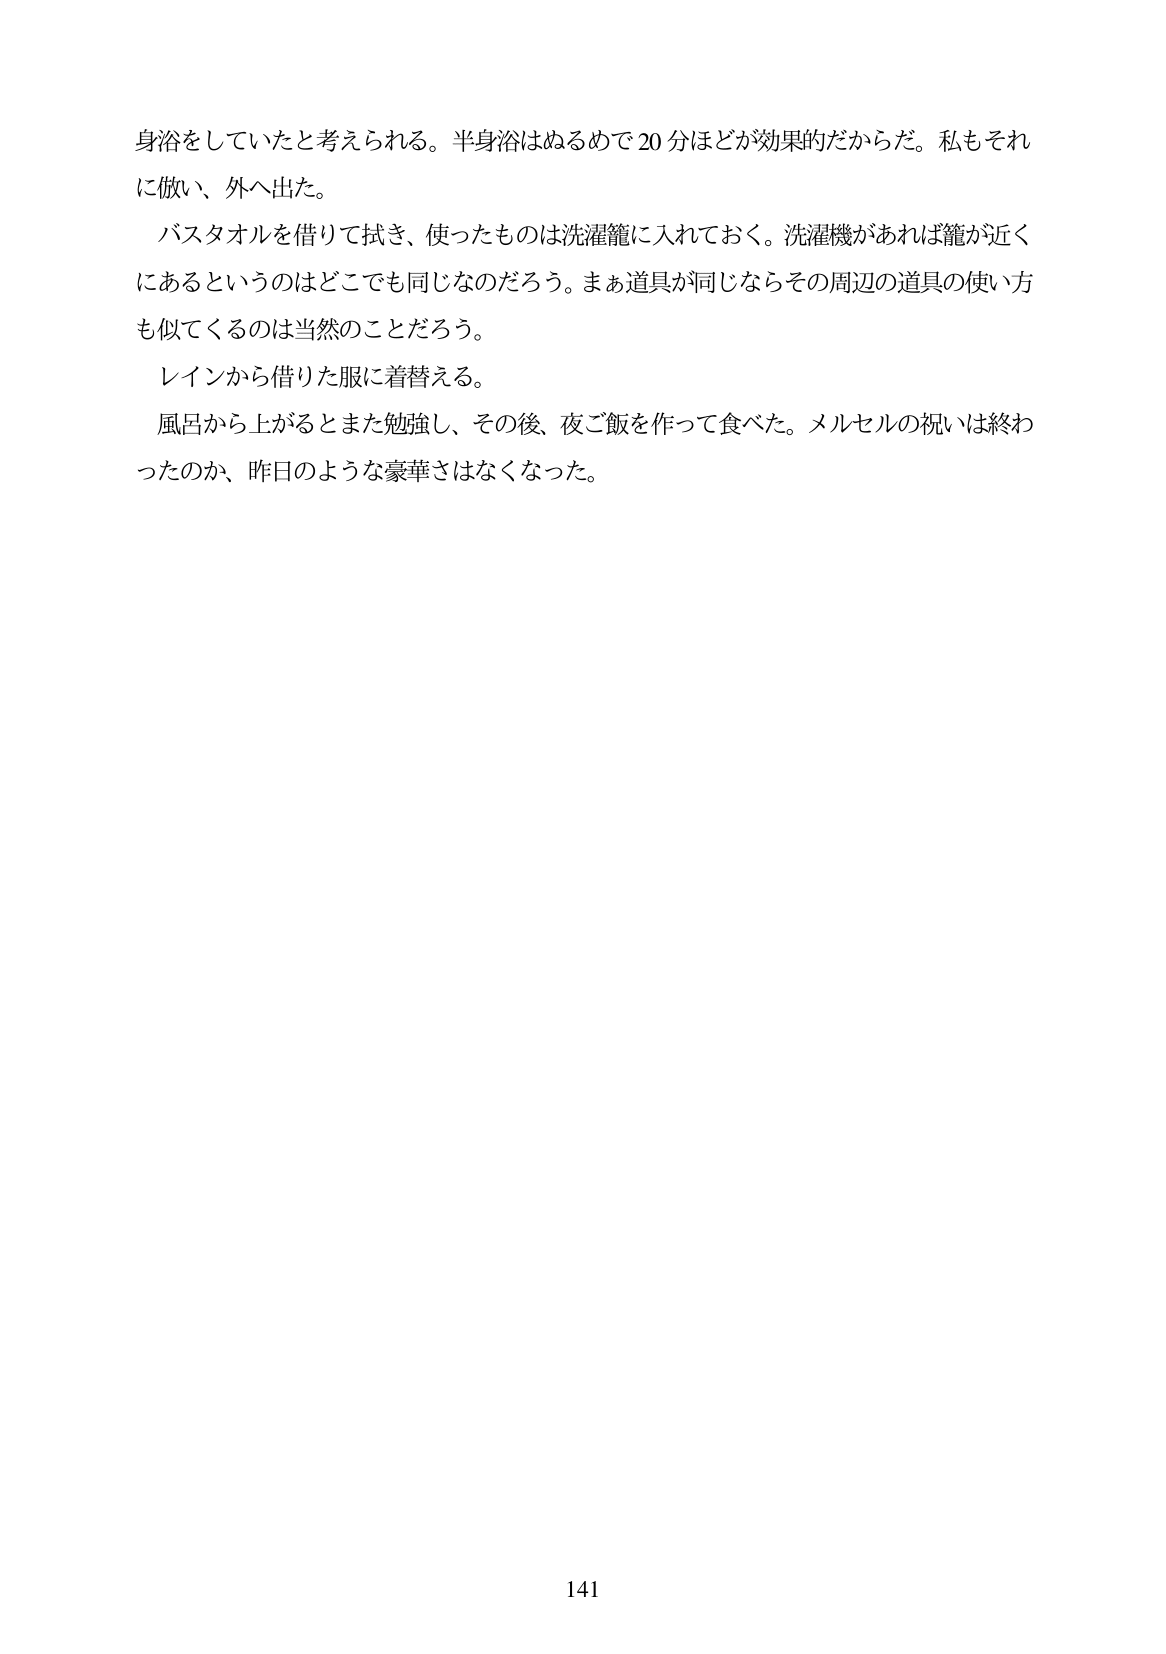 身浴をしていたと考えられる。半身浴はぬるめで 20 分ほどが効果的だからだ。私もそれ
に倣い、外へ出た。
バスタオルを借りて拭き、使ったものは洗濯籠に入れておく。洗濯機があれば籠が近く
にあるというのはどこでも同じなのだろう。まぁ道具が同じならその周辺の道具の使い方
も似てくるのは当然のことだろう。
レインから借りた服に着替える。
風呂から上がるとまた勉強し、その後、夜ご飯を作って食べた。メルセルの祝いは終わ
ったのか、昨日のような豪華さはなくなった。
141